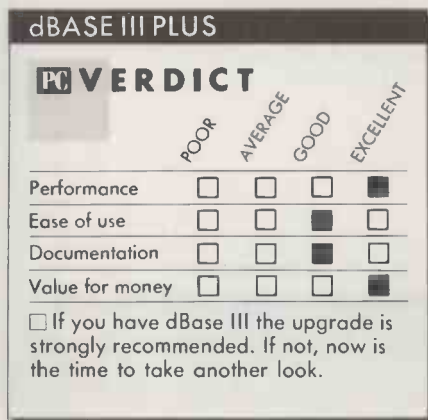 dBASE III PLUS
PC VERDICT
POOR
AVERAGE
GOOD
EXCELLENT
Performance
Ease of use
Documentation
Value for money
If you have dBase III the upgrade is
strongly recommended. If not, now is
the time to take another look.